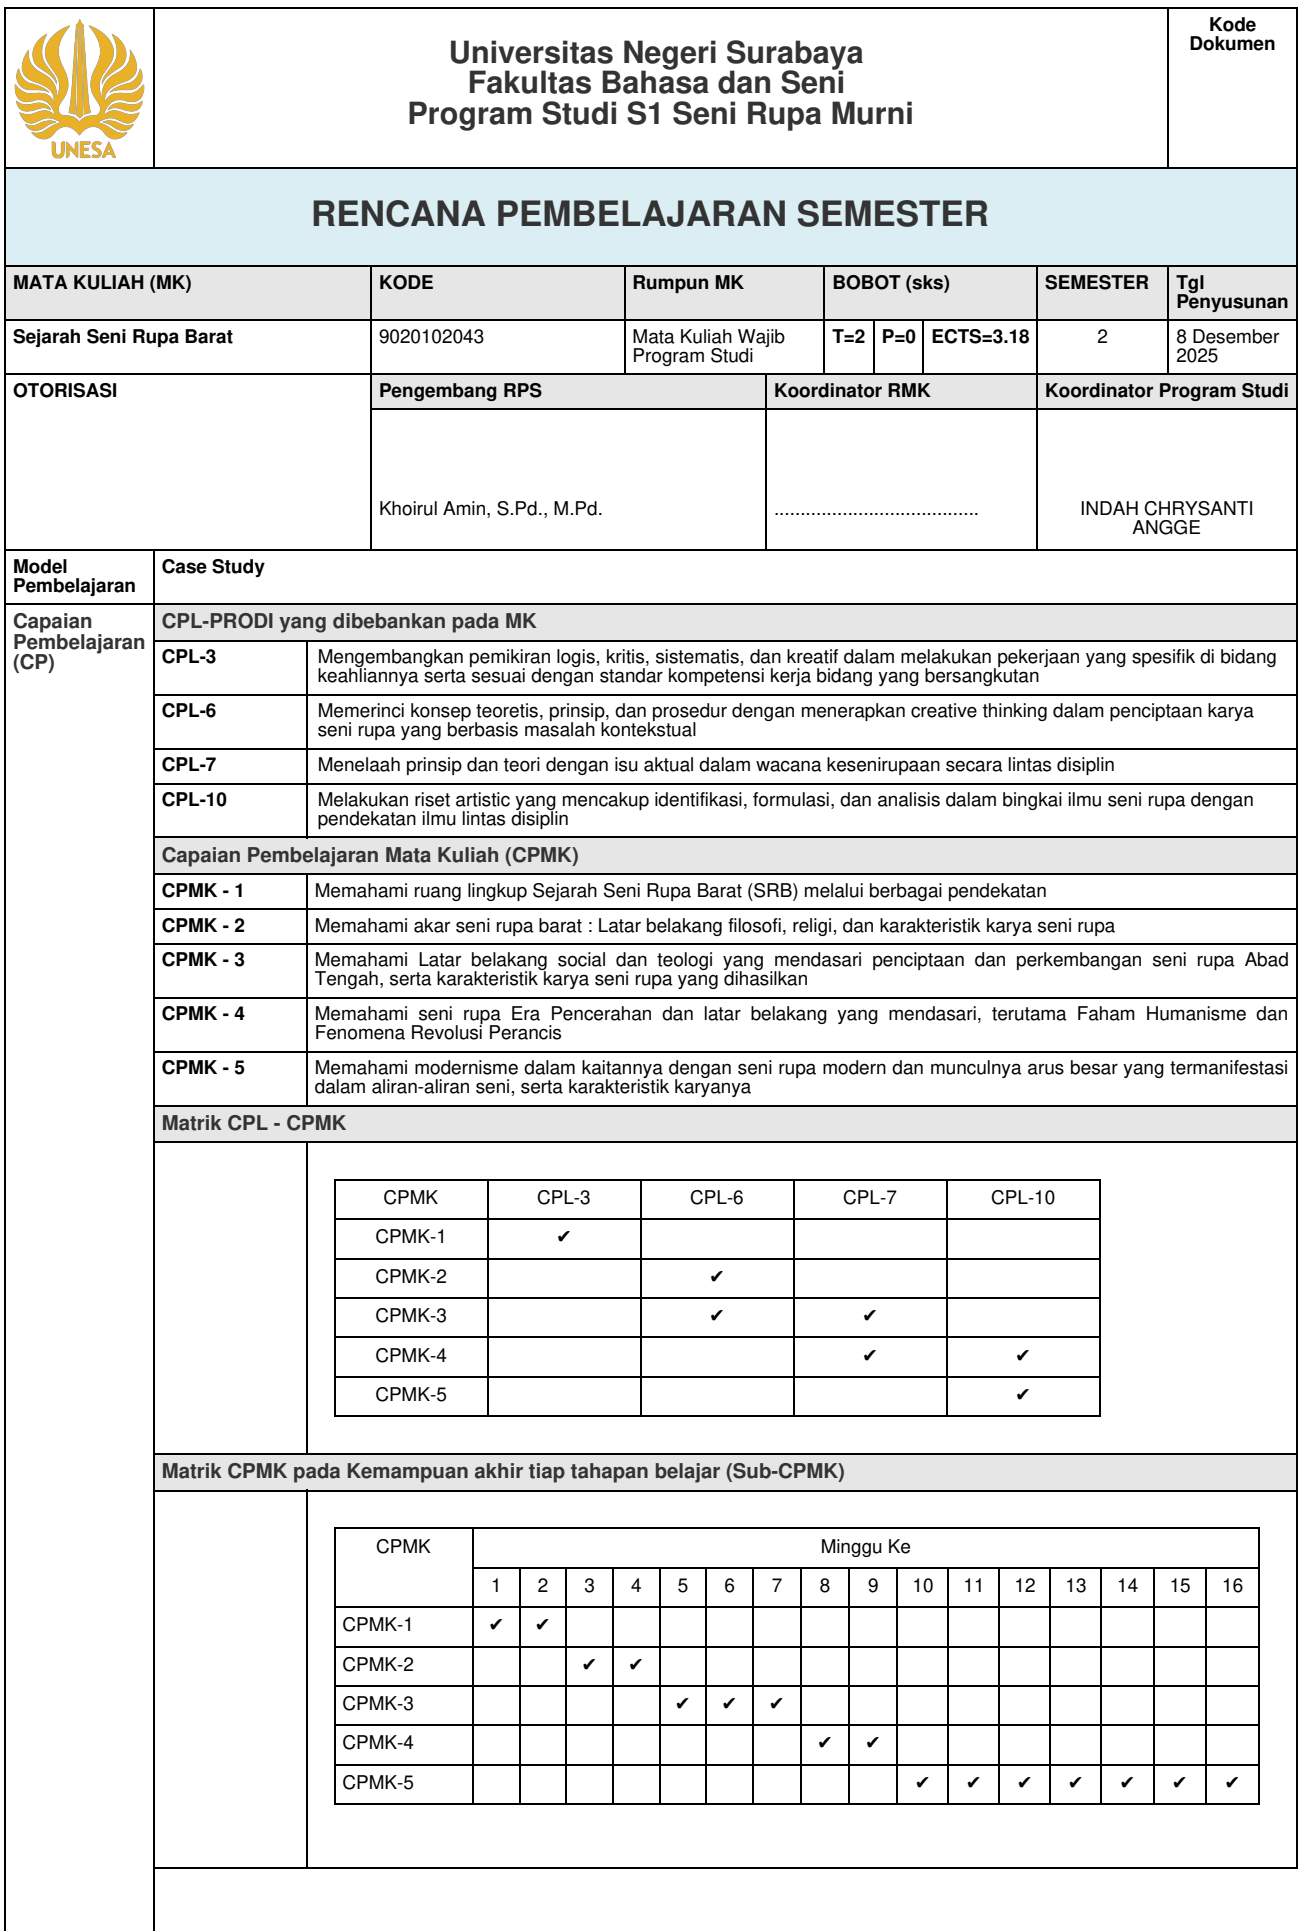 UNESA
Universitas Negeri Surabaya
Fakultas Bahasa dan Seni
Program Studi S1 Seni Rupa Murni
Kode
Dokumen
RENCANA PEMBELAJARAN SEMESTER
MATA KULIAH (MK) KODE Rumpun MK BOBOT (sks) SEMESTER Tgl
Penyusunan
Sejarah Seni Rupa Barat 9020102043 Mata Kuliah Wajib
Program Studi T=2 P=0 ECTS=3.18 2 8 Desember
2025
OTORISASI Pengembang RPS Koordinator RMK Koordinator Program Studi
Khoirul Amin, S.Pd., M.Pd. ....................................... INDAH CHRYSANTI
ANGGE
Model
Pembelajaran
Case Study
Capaian
Pembelajaran
(CP)
CPL-PRODI yang dibebankan pada MK
CPL-3 Mengembangkan pemikiran logis, kritis, sistematis, dan kreatif dalam melakukan pekerjaan yang spesifik di bidang
keahliannya serta sesuai dengan standar kompetensi kerja bidang yang bersangkutan
CPL-6 Memerinci konsep teoretis, prinsip, dan prosedur dengan menerapkan creative thinking dalam penciptaan karya
seni rupa yang berbasis masalah kontekstual
CPL-7 Menelaah prinsip dan teori dengan isu aktual dalam wacana kesenirupaan secara lintas disiplin
CPL-10 Melakukan riset artistic yang mencakup identifikasi, formulasi, dan analisis dalam bingkai ilmu seni rupa dengan
pendekatan ilmu lintas disiplin
Capaian Pembelajaran Mata Kuliah (CPMK)
CPMK - 1 Memahami ruang lingkup Sejarah Seni Rupa Barat (SRB) melalui berbagai pendekatan
CPMK - 2 Memahami akar seni rupa barat : Latar belakang filosofi, religi, dan karakteristik karya seni rupa
CPMK - 3 Memahami Latar belakang social dan teologi yang mendasari penciptaan dan perkembangan seni rupa Abad
Tengah, serta karakteristik karya seni rupa yang dihasilkan
CPMK - 4 Memahami seni rupa Era Pencerahan dan latar belakang yang mendasari, terutama Faham Humanisme dan
Fenomena Revolusi Perancis
CPMK - 5 Memahami modernisme dalam kaitannya dengan seni rupa modern dan munculnya arus besar yang termanifestasi
dalam aliran-aliran seni, serta karakteristik karyanya
Matrik CPL - CPMK
CPMK CPL-3 CPL-6 CPL-7 CPL-10
CPMK-1 ✔
CPMK-2 ✔
CPMK-3 ✔ ✔
CPMK-4 ✔ ✔
CPMK-5 ✔
Matrik CPMK pada Kemampuan akhir tiap tahapan belajar (Sub-CPMK)
CPMK Minggu Ke
1 2 3 4 5 6 7 8 9 10 11 12 13 14 15 16
CPMK-1 ✔ ✔
CPMK-2 ✔ ✔
CPMK-3 ✔ ✔ ✔
CPMK-4 ✔ ✔
CPMK-5 ✔ ✔ ✔ ✔ ✔ ✔ ✔